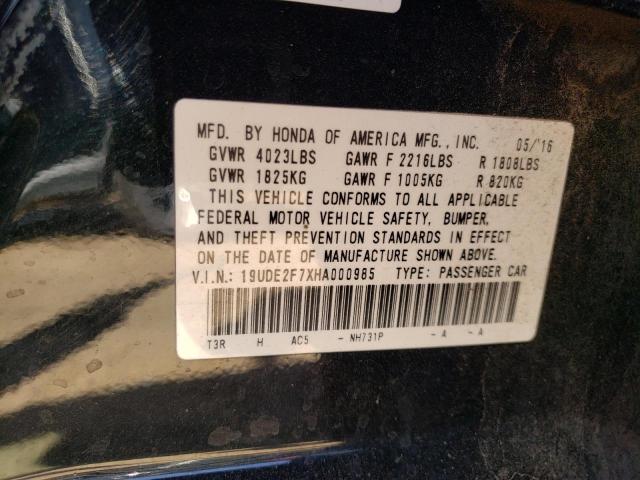 MFD. BY HONDA OF AMERICA MFG., INC. 05/'16
GVWR 4023LBS GAWR F 2216LBS R 1808LBS
GVWR 1825KG GAWR F 1005KG R 820KG
THIS VEHICLE CONFORMS TO ALL APPLICABLE
FEDERAL MOTOR VEHICLE SAFETY, BUMPER,
AND THEFT PREVENTION STANDARDS IN EFFECT
ON THE DATE OF MANUFACTURE SHOWN ABOVE.
V.I.N.: 19UDE2F7XHA000985 TYPE: PASSENGER CAR
T3R H AC5 - NH731P - A - A